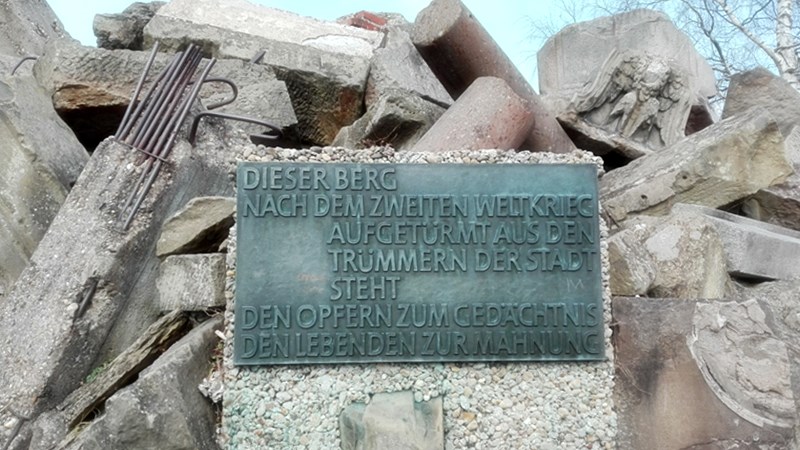 DIESER BERG
NACH DEM ZWEITEN WELTKRIEG
AUFGETÜRMT AUS DEN
TRÜMMERN DER STADT
STEHT
DEN OPFERN ZUM GEDÄCHTNIS
DEN LEBENDEN ZUR MAHNUNG